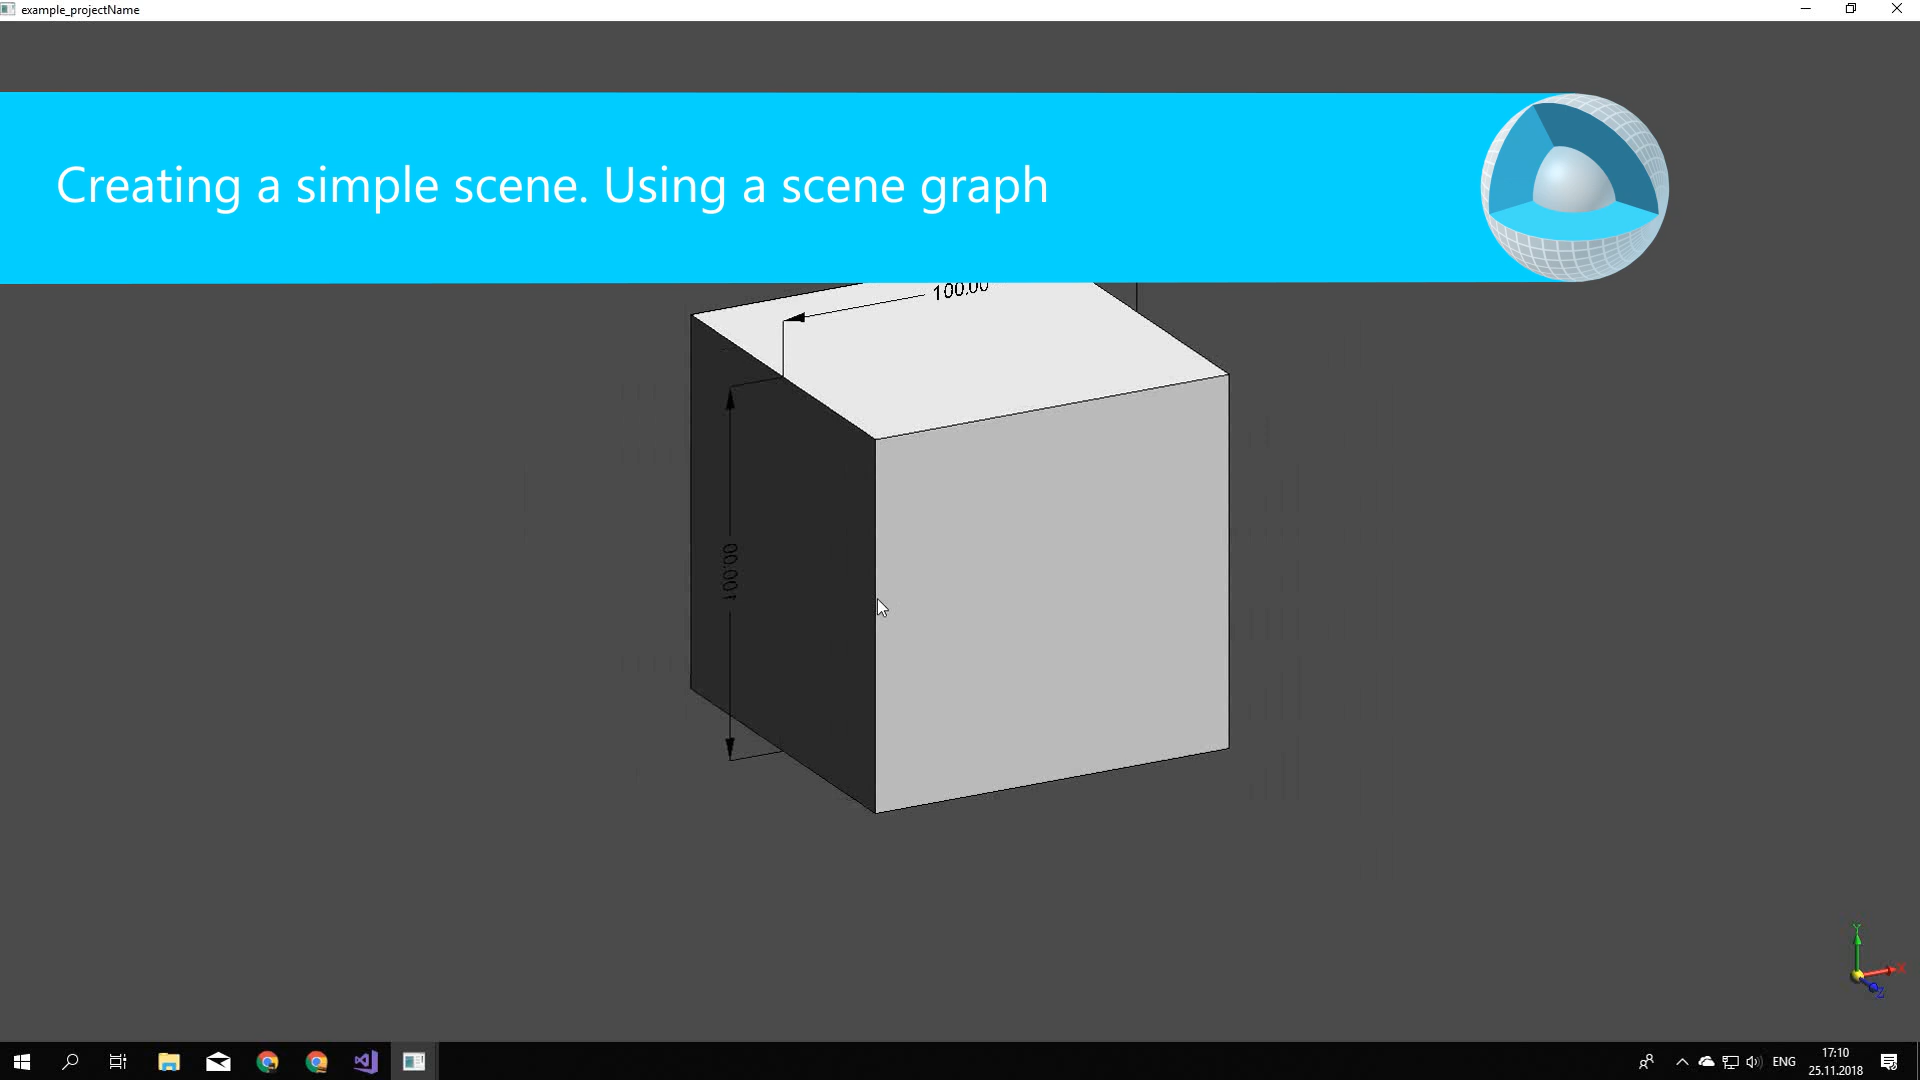 example_projectName
Creating a simple scene. Using a scene graph
100.00
100.00
Y
X
Z
ENG
17:10
25.11.2018